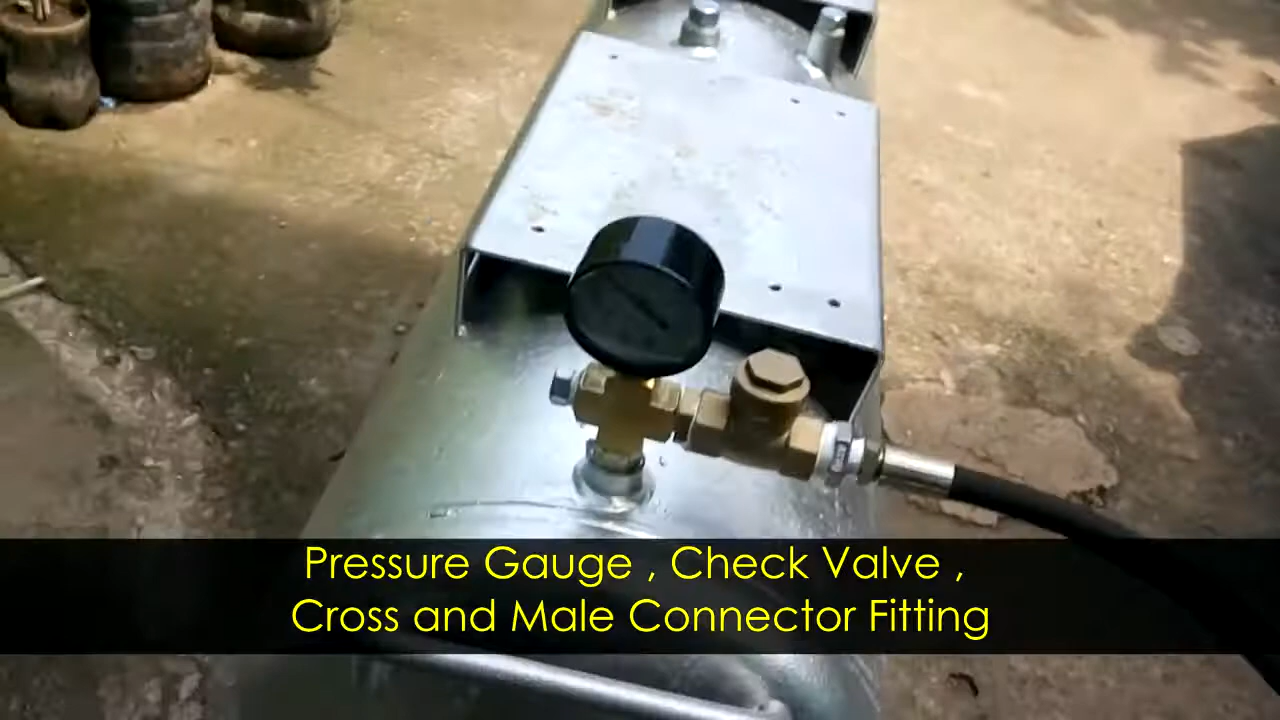 Pressure Gauge , Check Valve ,
Cross and Male Connector Fitting